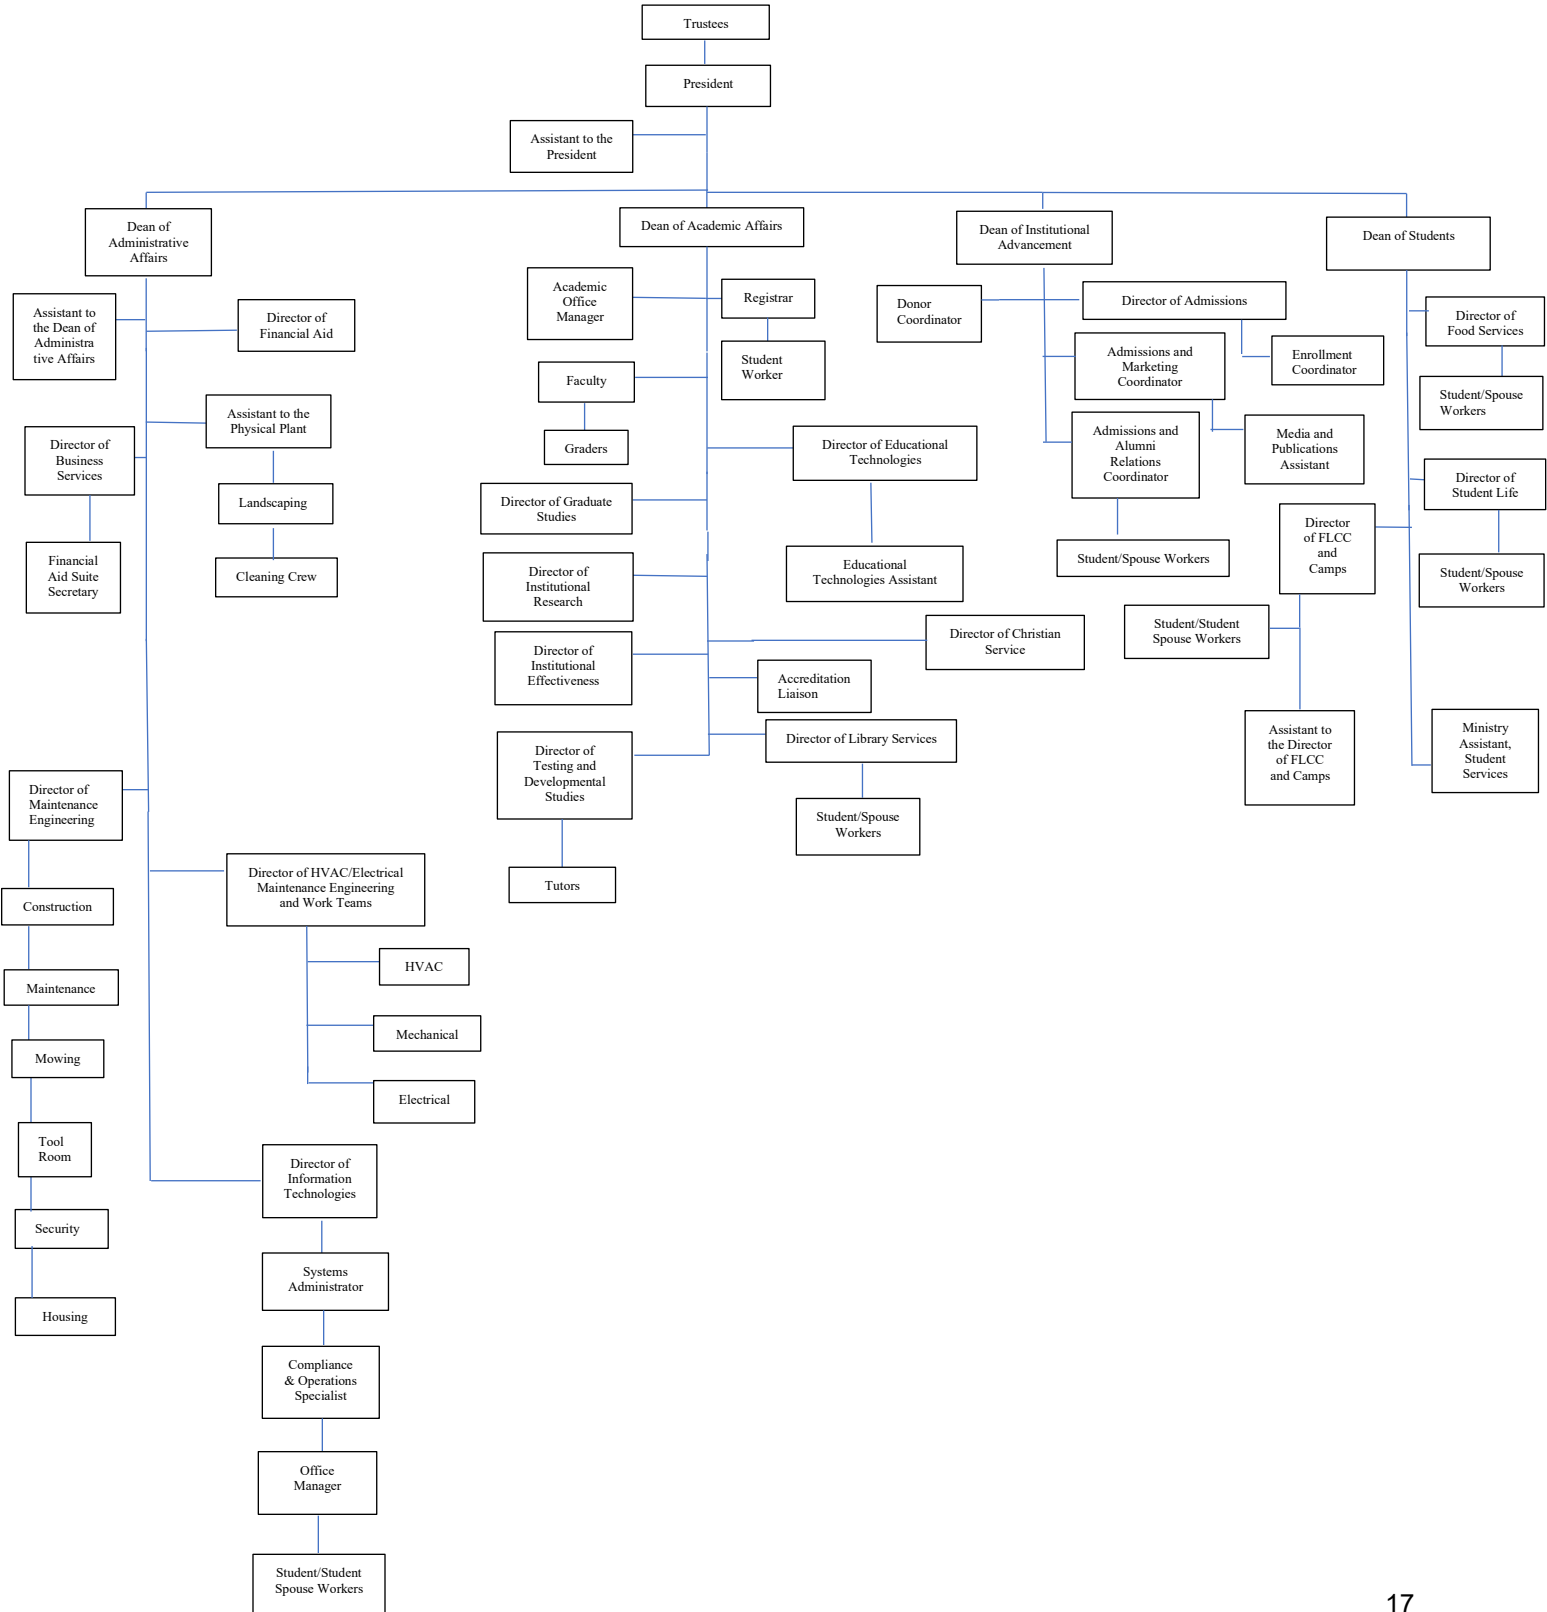 Trustees
President
Assistant to the
President
Dean of
Administrative
Affairs
Dean of Academic Affairs
Dean of Institutional
Advancement
Dean of Students
Assistant to
the Dean of
Administra
tive Affairs
Director of
Financial Aid
Assistant to the
Physical Plant
Director of
Business
Services
Landscaping
Financial
Aid Suite
Secretary
Cleaning Crew
Director of
Maintenance
Engineering
Construction
Maintenance
Mowing
Tool
Room
Security
Housing
Director of HVAC/Electrical
Maintenance Engineering
and Work Teams
HVAC
Mechanical
Electrical
Director of
Information
Technologies
Systems
Administrator
Compliance
& Operations
Specialist
Office
Manager
Student/Student
Spouse Workers
Academic
Office
Manager
Registrar
Student
Worker
Faculty
Graders
Director of Educational
Technologies
Director of Graduate
Studies
Educational
Technologies Assistant
Director of
Institutional
Research
Director of Christian
Service
Director of
Institutional
Effectiveness
Accreditation
Liaison
Director of Library Services
Director of
Testing and
Developmental
Studies
Student/Spouse
Workers
Tutors
Donor
Coordinator
Director of Admissions
Admissions and
Marketing
Coordinator
Enrollment
Coordinator
Admissions and
Alumni
Relations
Coordinator
Media and
Publications
Assistant
Student/Spouse Workers
Director of
Food Services
Student/Spouse
Workers
Director of
Student Life
Director
of FLCC
and
Camps
Student/Spouse
Workers
Student/Student
Spouse Workers
Assistant to
the Director
of FLCC
and Camps
Ministry
Assistant,
Student
Services
17